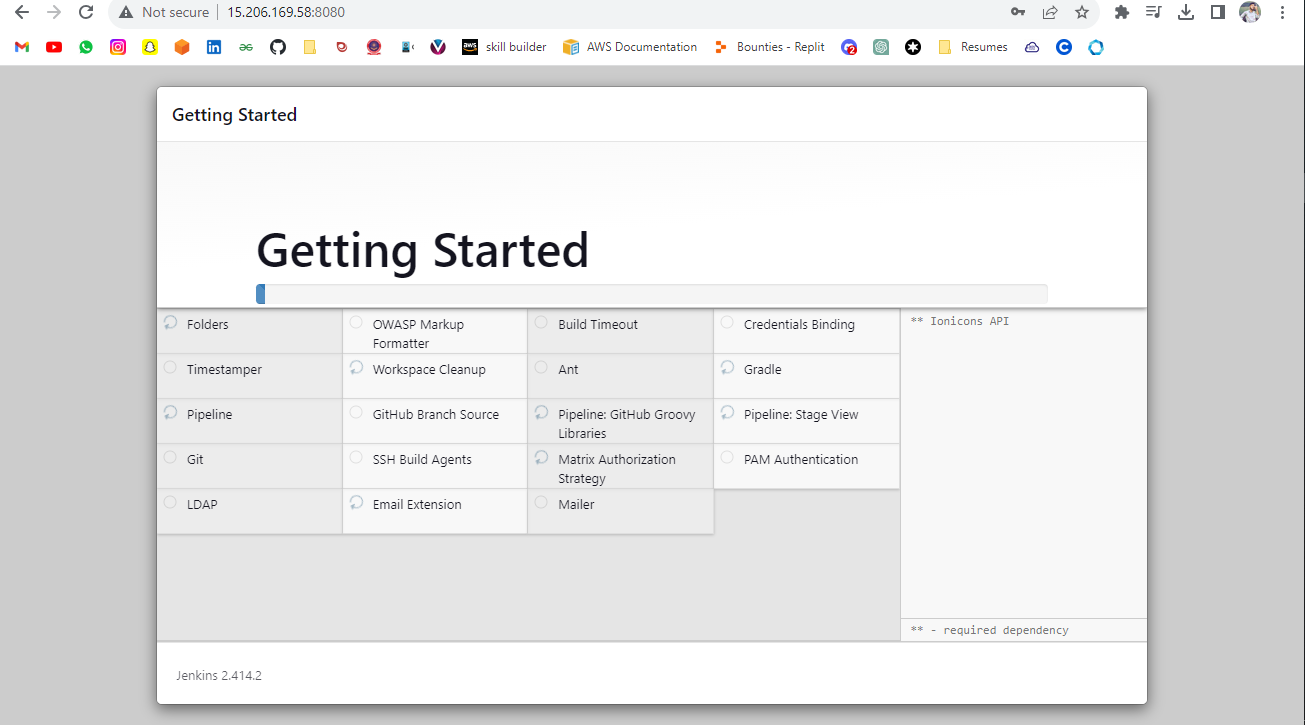 Not secure 15.206.169.58:8080
skill builder AWS Documentation Bounties - Replit 2 Resumes
Getting Started
Getting Started
Folders
OWASP Markup
Formatter
Build Timeout
Credentials Binding
** Ionicons API
Timestamper
Workspace Cleanup
Ant
Gradle
Pipeline
GitHub Branch Source
Pipeline: GitHub Groovy
Libraries
Pipeline: Stage View
Git
SSH Build Agents
Matrix Authorization
Strategy
PAM Authentication
LDAP
Email Extension
Mailer
** - required dependency
Jenkins 2.414.2